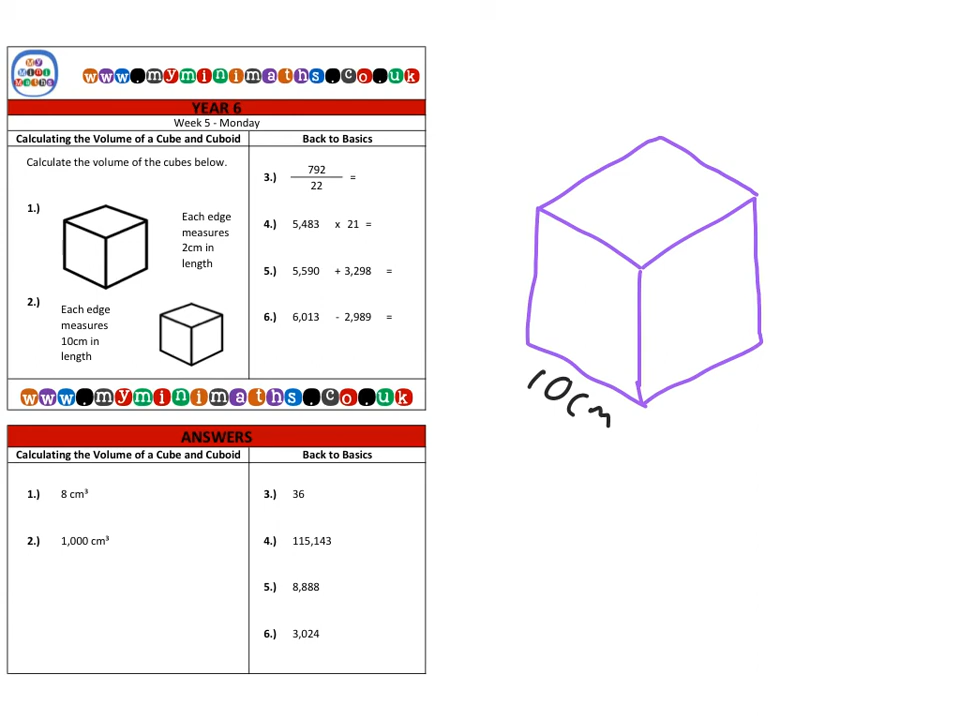 My
Mini
Maths
www.myminimaths.co.uk
YEAR 6
Week 5 - Monday
Calculating the Volume of a Cube and Cuboid
Back to Basics
Calculate the volume of the cubes below.
1.)
Each edge
measures
2cm in
length
2.)
Each edge
measures
10cm in
length
3.) 792
22 =
4.) 5,483 x 21 =
5.) 5,590 + 3,298 =
6.) 6,013 - 2,989 =
www.myminimaths.co.uk
ANSWERS
Calculating the Volume of a Cube and Cuboid
Back to Basics
1.) 8 cm³
2.) 1,000 cm³
3.) 36
4.) 115,143
5.) 8,888
6.) 3,024
10cm